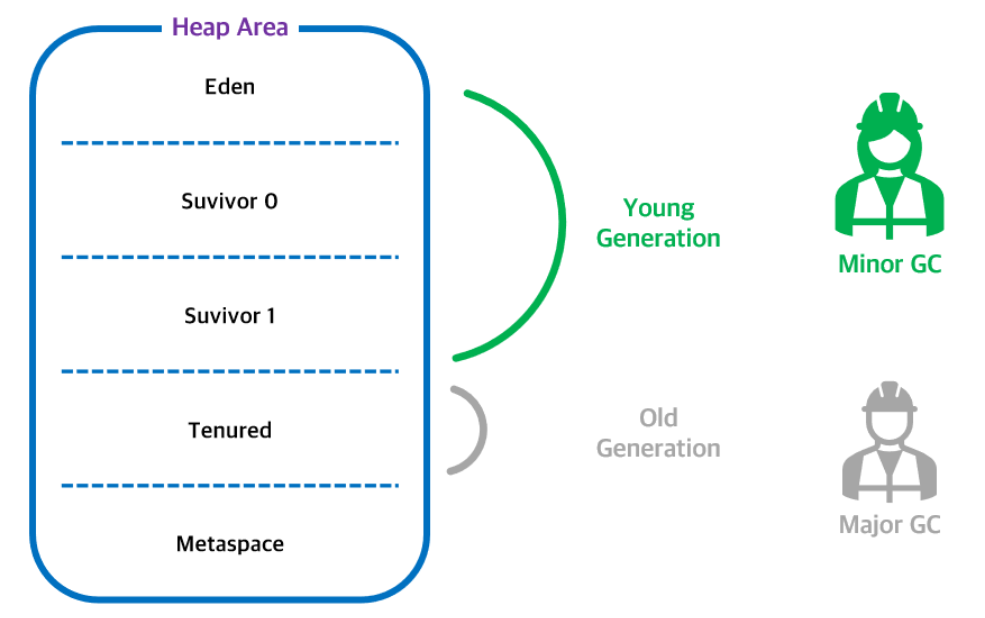 Heap Area
Eden
Suvivor 0
Suvivor 1
Tenured
Metaspace
Young
Generation
Old
Generation
Minor GC
Major GC